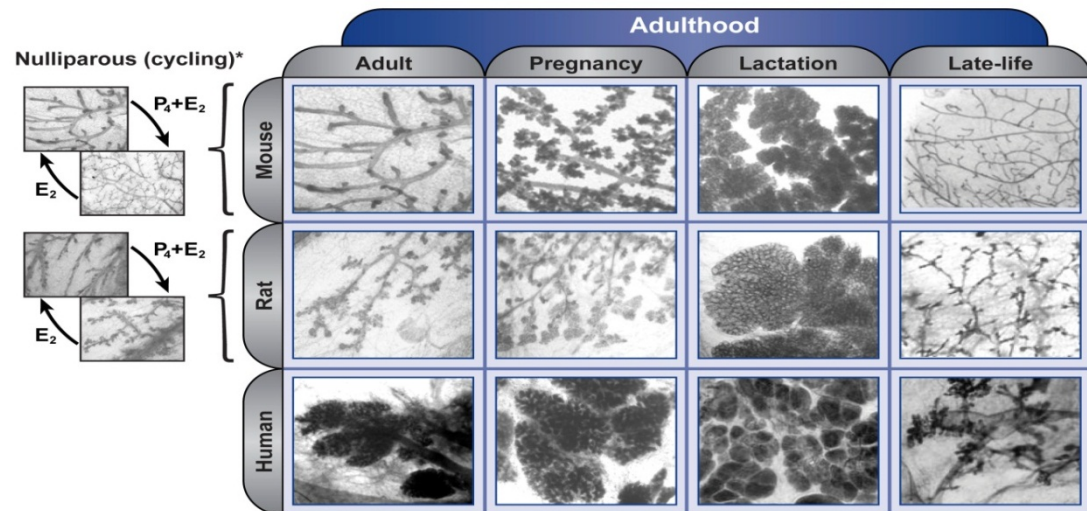 Adulthood
Nulliparous (cycling)*
Adult
Pregnancy
Lactation
Late-life
P₄+E₂
E₂
Mouse
P₄+E₂
E₂
Rat
Human